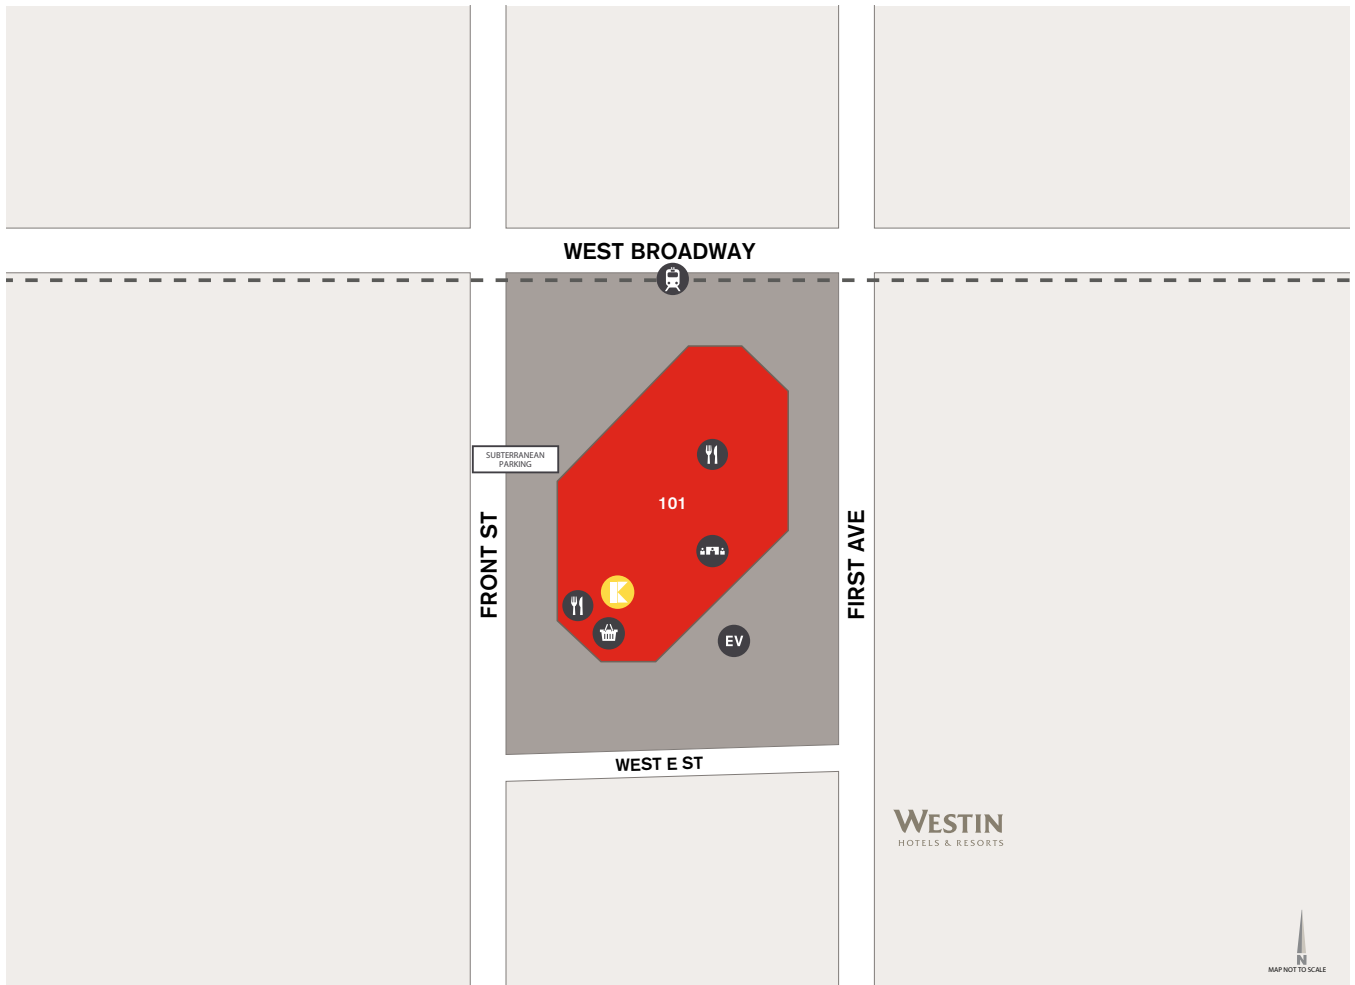 WEST BROADWAY
SUBTERRANEAN
PARKING
101
FRONT ST
FIRST AVE
EV
WEST E ST
WESTIN
HOTELS & RESORTS
N
MAP NOT TO SCALE